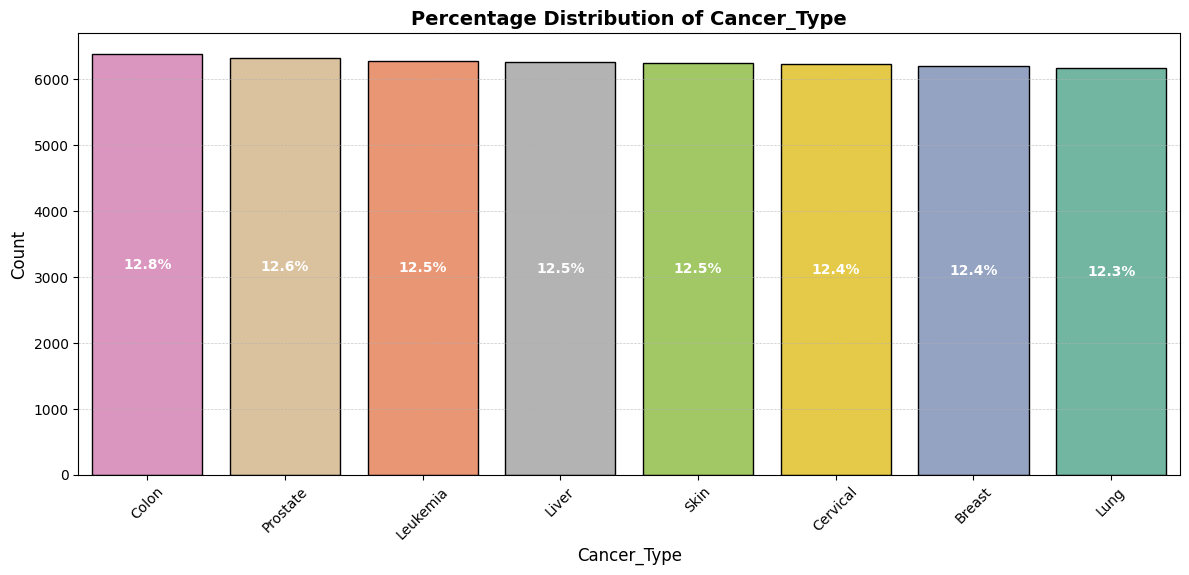 Percentage Distribution of Cancer_Type
Count
6000
5000
4000
3000
2000
1000
0
12.8%
12.6%
12.5%
12.5%
12.5%
12.4%
12.4%
12.3%
Colon
Prostate
Leukemia
Liver
Skin
Cervical
Breast
Lung
Cancer_Type